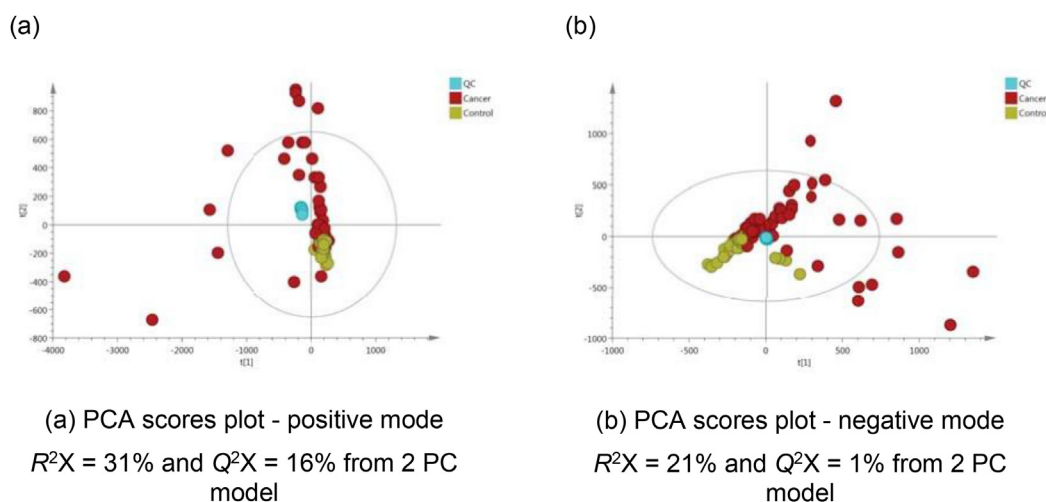 (a)
(b)
QC
Cancer
Control
800
600
400
200
0
-200
-400
-600
-800
t[2]
-4000 -3000 -2000 -1000 0 1000
t[1]
QC
Cancer
Control
1000
500
0
-500
-1000
t[2]
-1000 -500 0 500 1000
t[1]
(a) PCA scores plot - positive mode
R²X = 31% and Q²X = 16% from 2 PC
model
(b) PCA scores plot - negative mode
R²X = 21% and Q²X = 1% from 2 PC
model